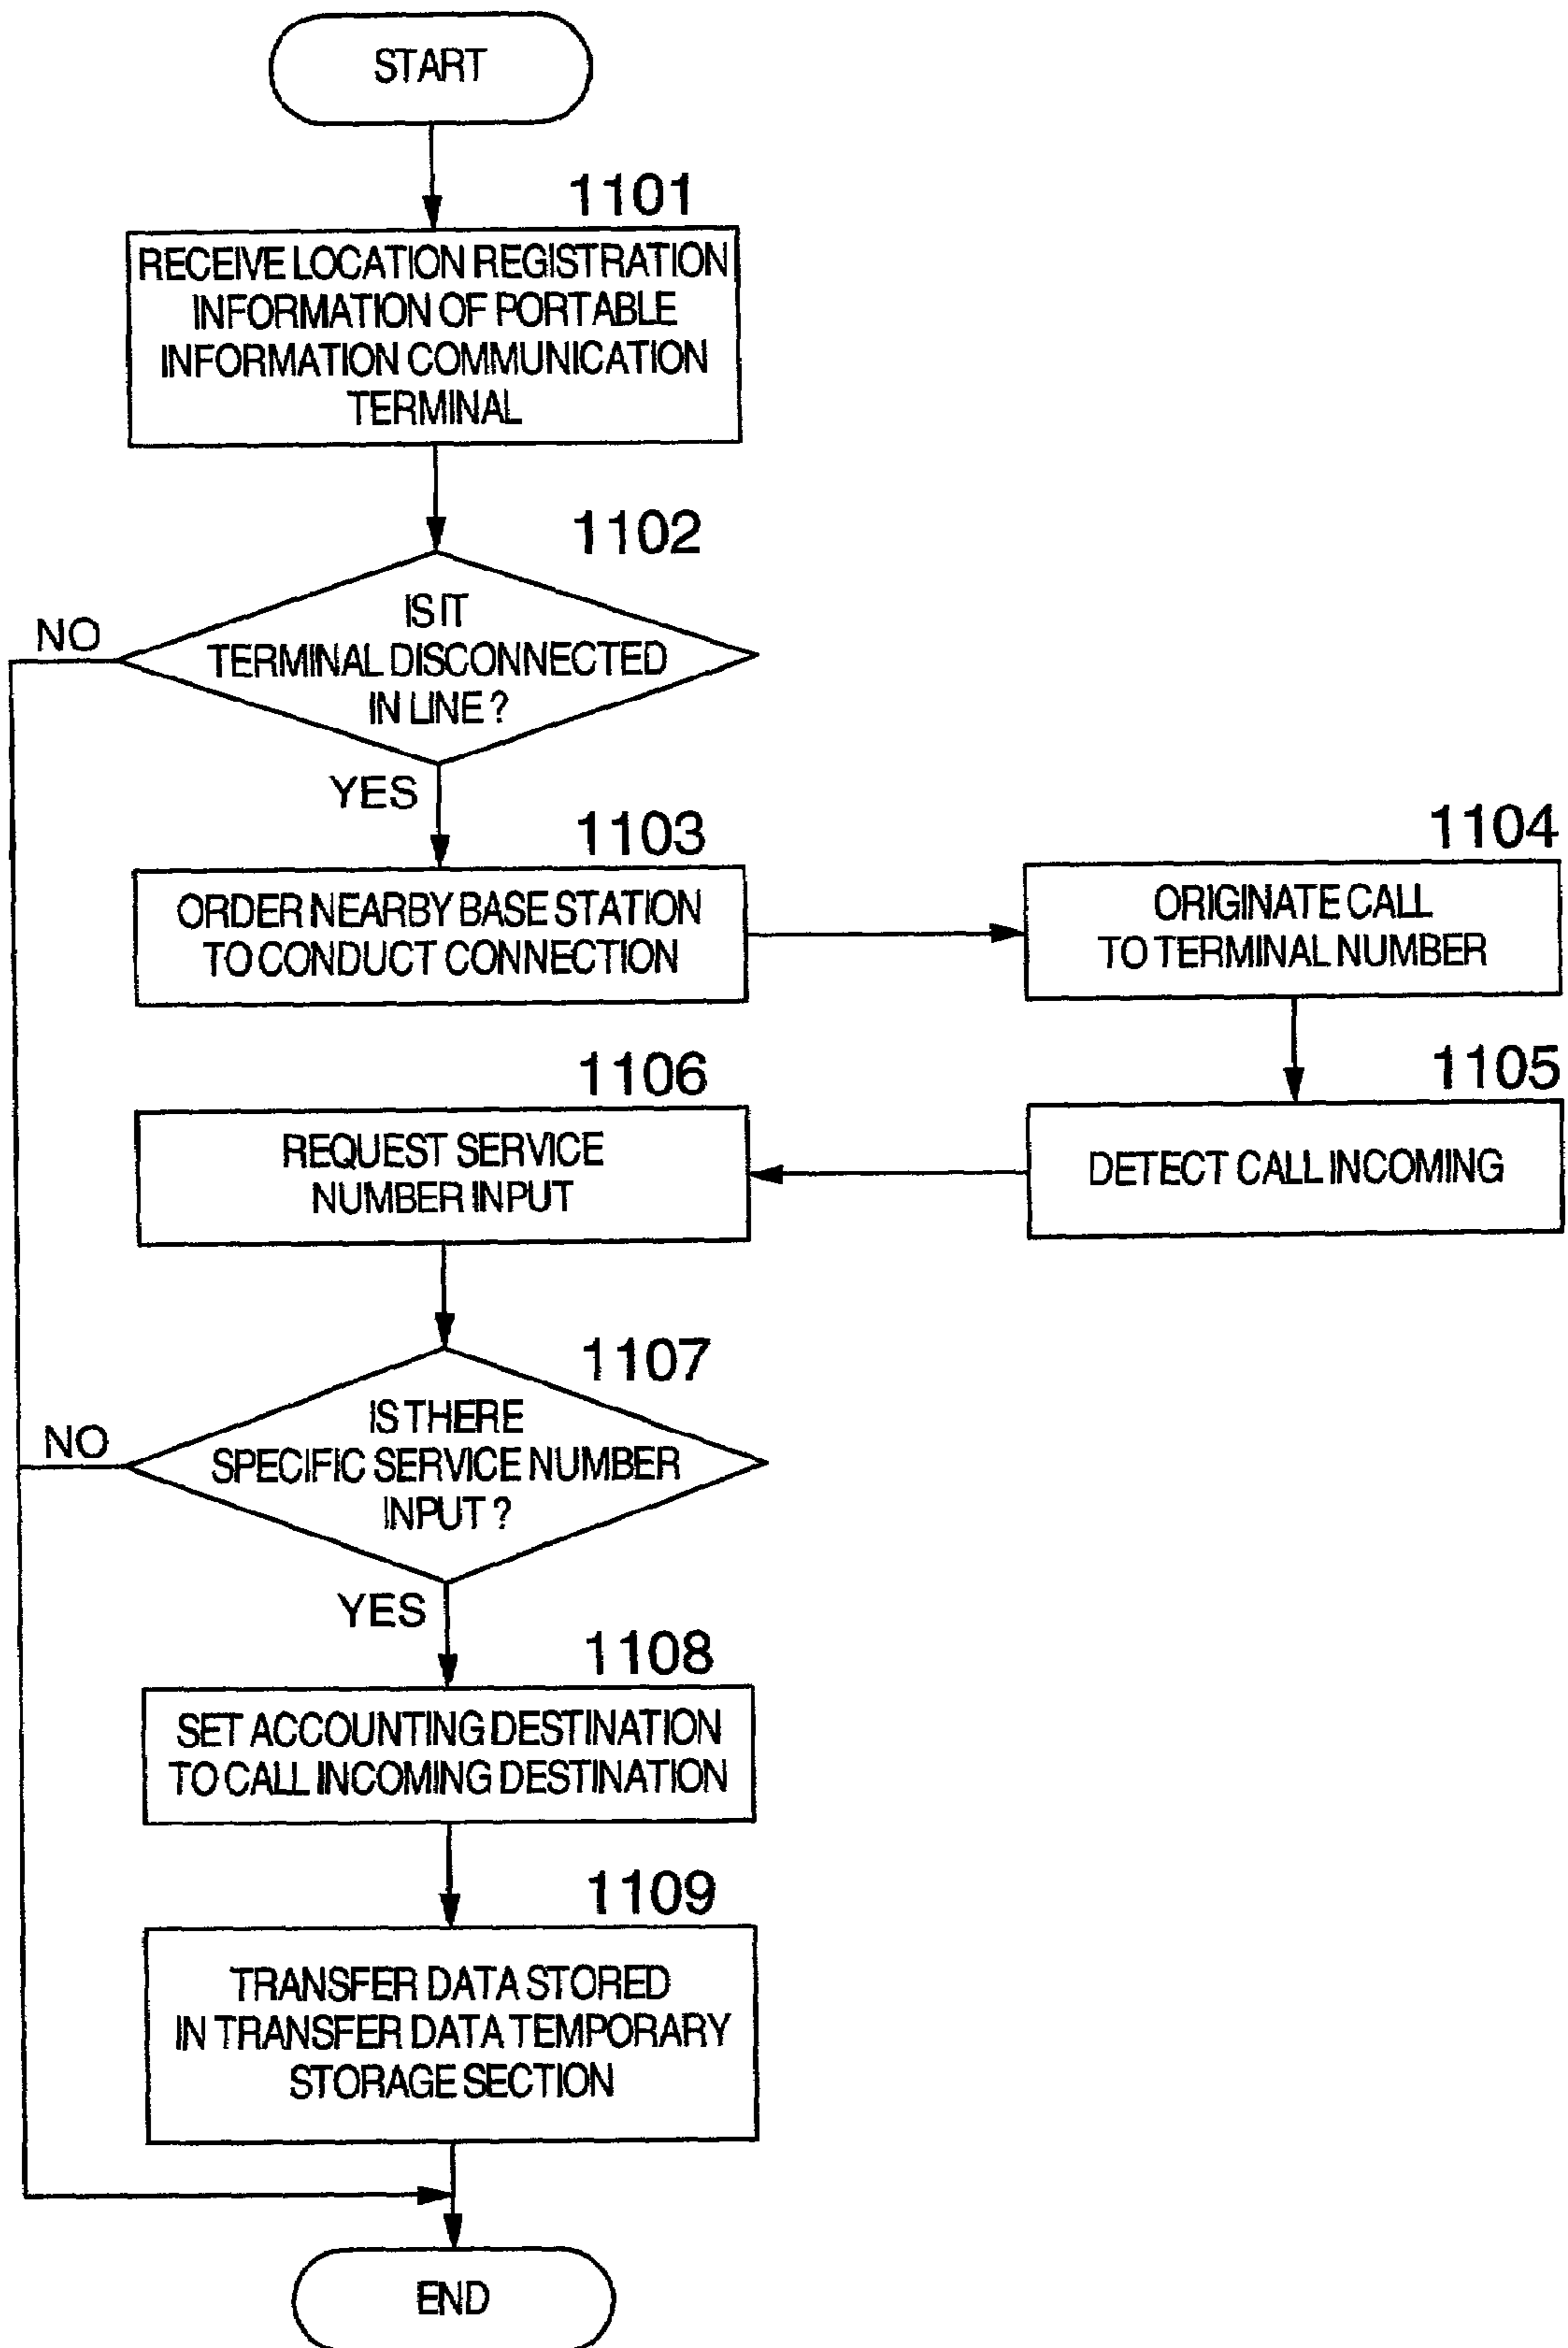 START
1101
RECEIVE LOCATION REGISTRATION
INFORMATION OF PORTABLE
INFORMATION COMMUNICATION
TERMINAL
1102
IS IT
TERMINAL DISCONNECTED
IN LINE ?
NO
YES
1103
ORDER NEARBY BASE STATION
TO CONDUCT CONNECTION
1104
ORIGINATE CALL
TO TERMINAL NUMBER
1105
DETECT CALL INCOMING
1106
REQUEST SERVICE
NUMBER INPUT
1107
IS THERE
SPECIFIC SERVICE NUMBER
INPUT ?
NO
YES
1108
SET ACCOUNTING DESTINATION
TO CALL INCOMING DESTINATION
1109
TRANSFER DATA STORED
IN TRANSFER DATA TEMPORARY
STORAGE SECTION
END